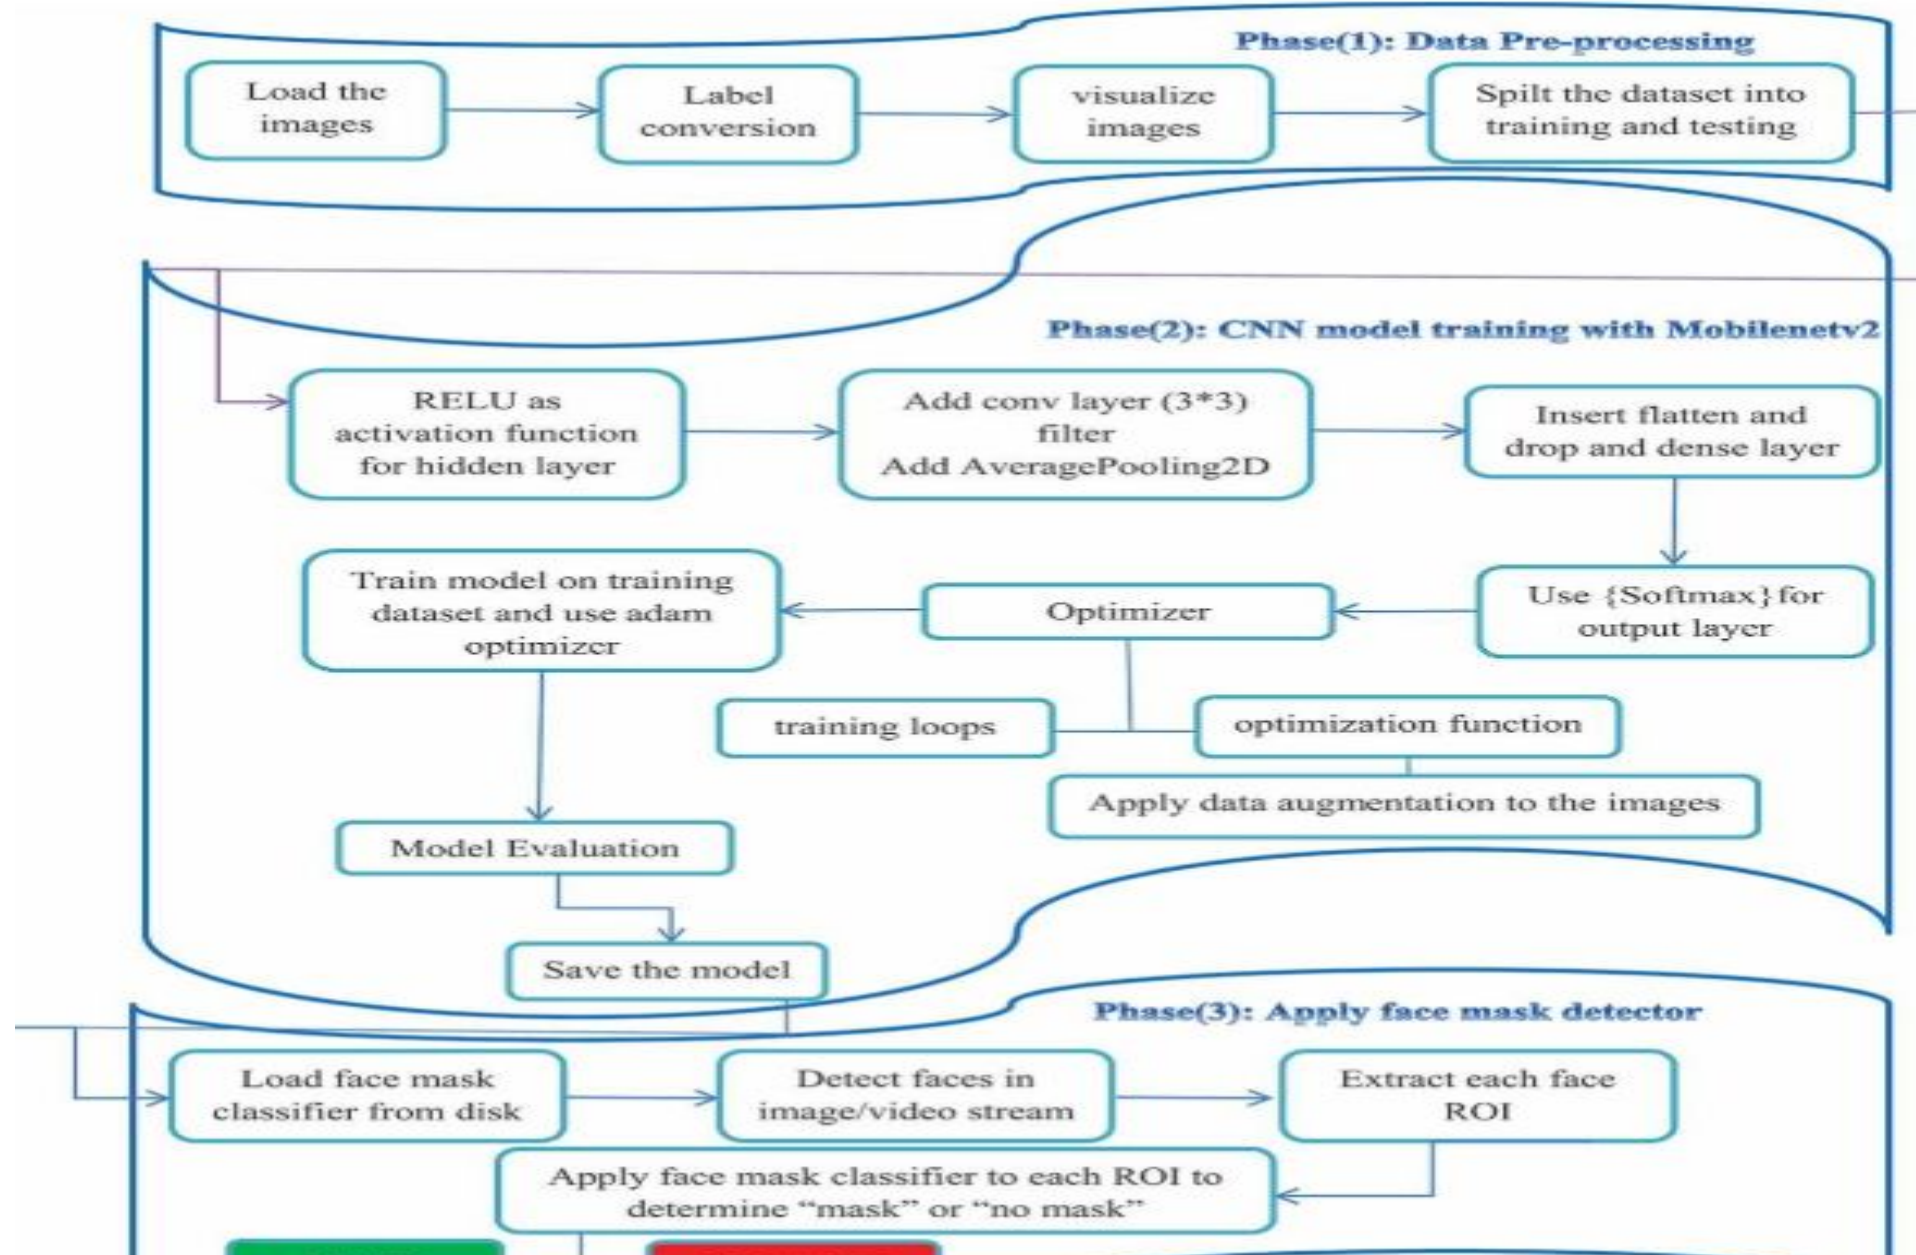 Phase(1): Data Pre-processing
Load the
images
Label
conversion
visualize
images
Spilt the dataset into
training and testing
Phase(2): CNN model training with Mobilenetv2
RELU as
activation function
for hidden layer
Add conv layer (3*3)
filter
Add AveragePooling2D
Insert flatten and
drop and dense layer
Use {Softmax} for
output layer
Optimizer
Train model on training
dataset and use adam
optimizer
training loops
optimization function
Apply data augmentation to the images
Model Evaluation
Save the model
Phase(3): Apply face mask detector
Load face mask
classifier from disk
Detect faces in
image/video stream
Extract each face
ROI
Apply face mask classifier to each ROI to
determine “mask” or “no mask”